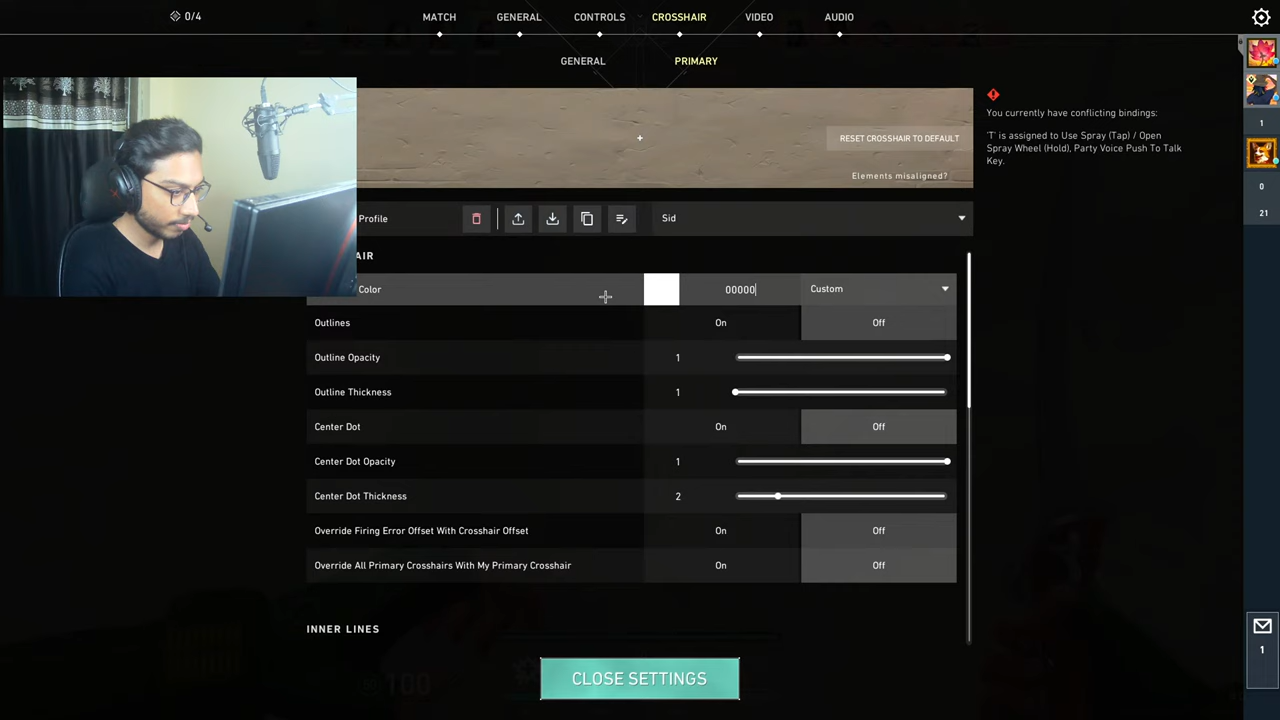 0/4
MATCH
GENERAL
CONTROLS
CROSSHAIR
VIDEO
AUDIO
GENERAL
PRIMARY
RESET CROSSHAIR TO DEFAULT
Elements misaligned?
You currently have conflicting bindings:
'T' is assigned to Use Spray (Tap) / Open
Spray Wheel (Hold), Party Voice Push To Talk
Key.
1
0
21
Profile
Sid
AIR
Color
00000
Custom
Outlines
On
Off
Outline Opacity
1
Outline Thickness
1
Center Dot
On
Off
Center Dot Opacity
1
Center Dot Thickness
2
Override Firing Error Offset With Crosshair Offset
On
Off
Override All Primary Crosshairs With My Primary Crosshair
On
Off
INNER LINES
CLOSE SETTINGS
100
1